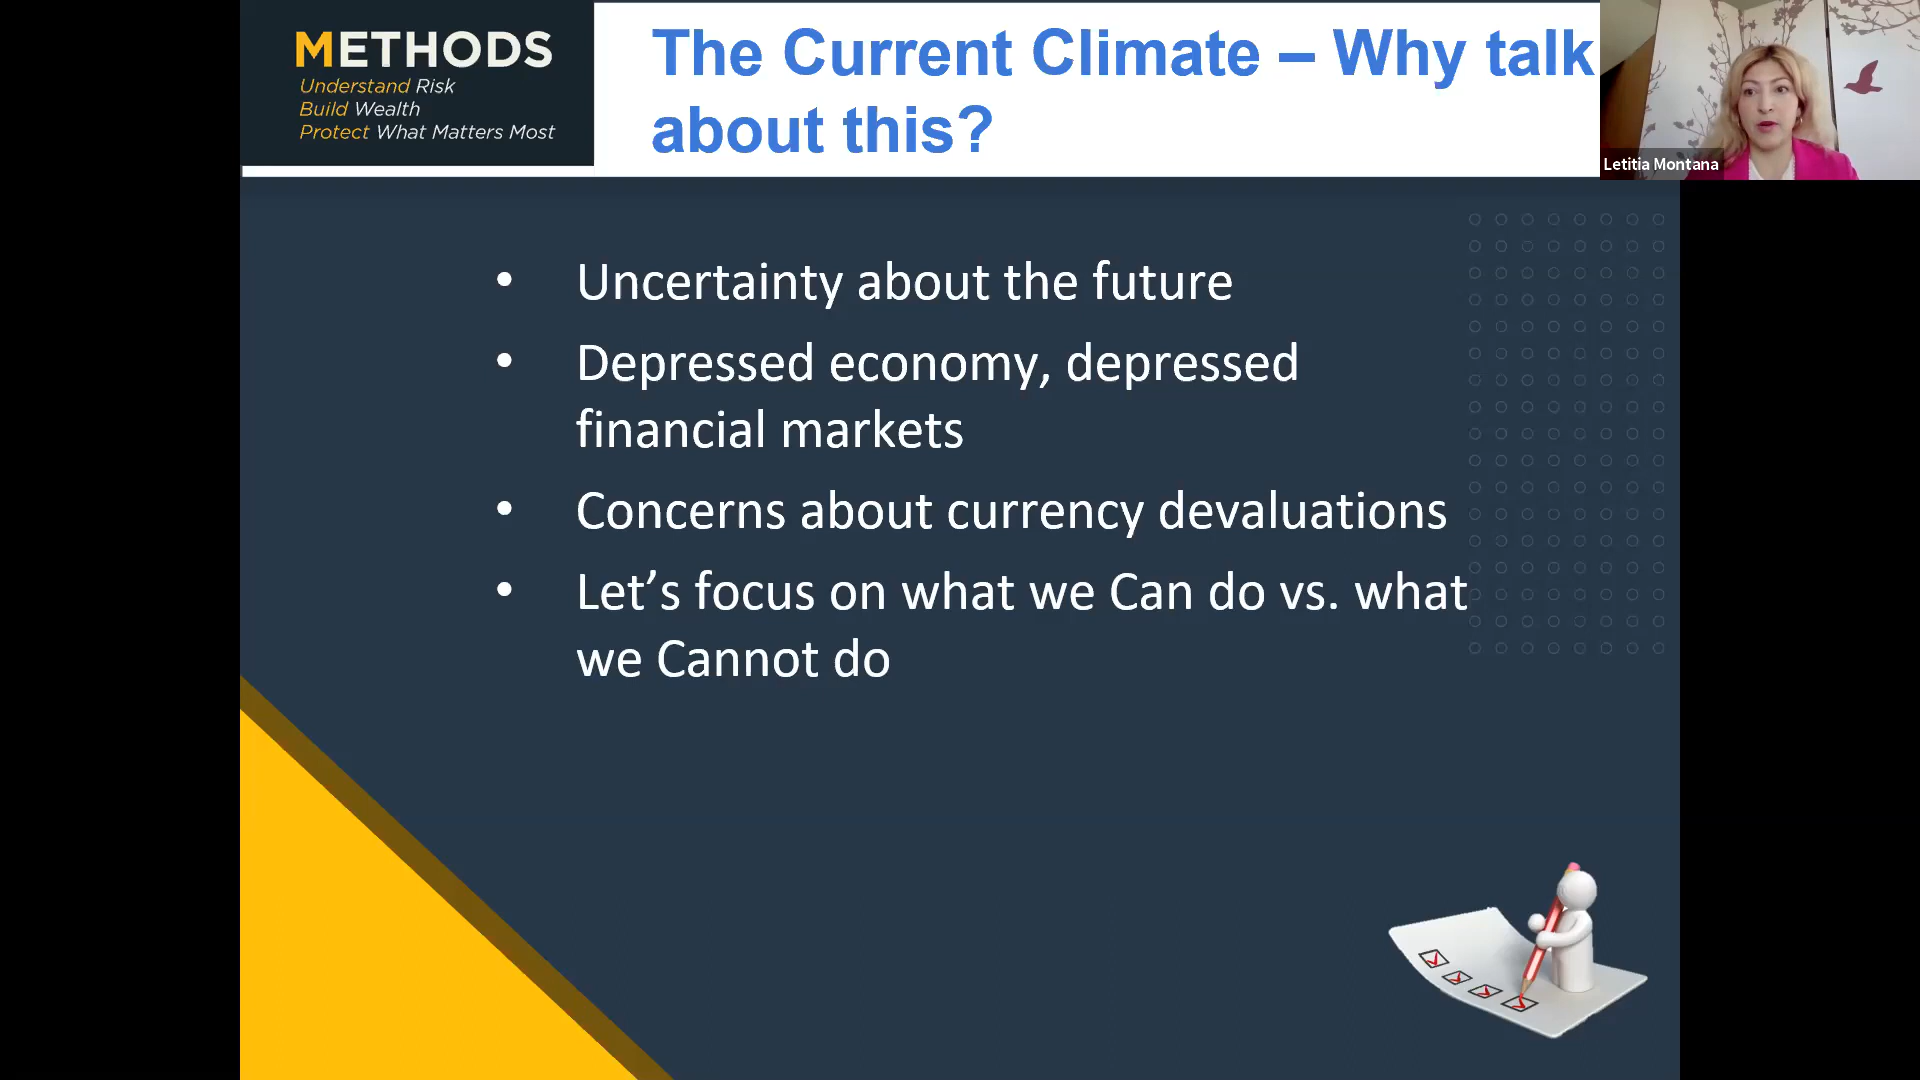 METHODS
Understand Risk
Build Wealth
Protect What Matters Most
The Current Climate – Why talk
about this?
Letitia Montana
• Uncertainty about the future
• Depressed economy, depressed
financial markets
• Concerns about currency devaluations
• Let’s focus on what we Can do vs. what
we Cannot do